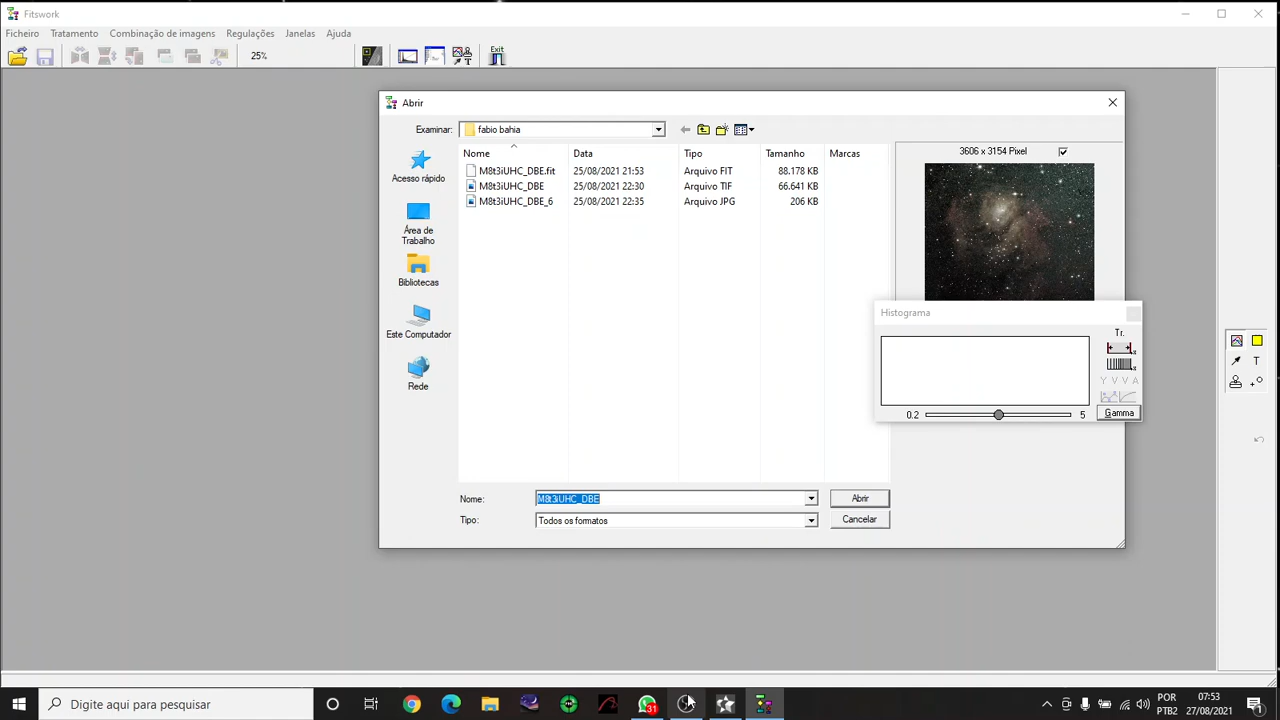 Fitswork
Ficheiro Tratamento Combinação de imagens Regulações Janelas Ajuda
25% Exit
Abrir
Examinar: fabio bahia
Nome Data Tipo Tamanho Marcas
M8t3iUHC_DBE.fit 25/08/2021 21:53 Arquivo FIT 88.178 KB
M8t3iUHC_DBE 25/08/2021 22:30 Arquivo TIF 66.641 KB
M8t3iUHC_DBE_6 25/08/2021 22:35 Arquivo JPG 206 KB
3606 x 3154 Pixel
Acesso rápido
Área de
Trabalho
Bibliotecas
Este Computador
Rede
Histograma
Tr.
Y V V A
0.2 5 Gamma
Nome: M8t3iUHC_DBE Abrir
Tipo: Todos os formatos Cancelar
T
Digite aqui para pesquisar
31
POR
PTB2
07:53
27/08/2021
1